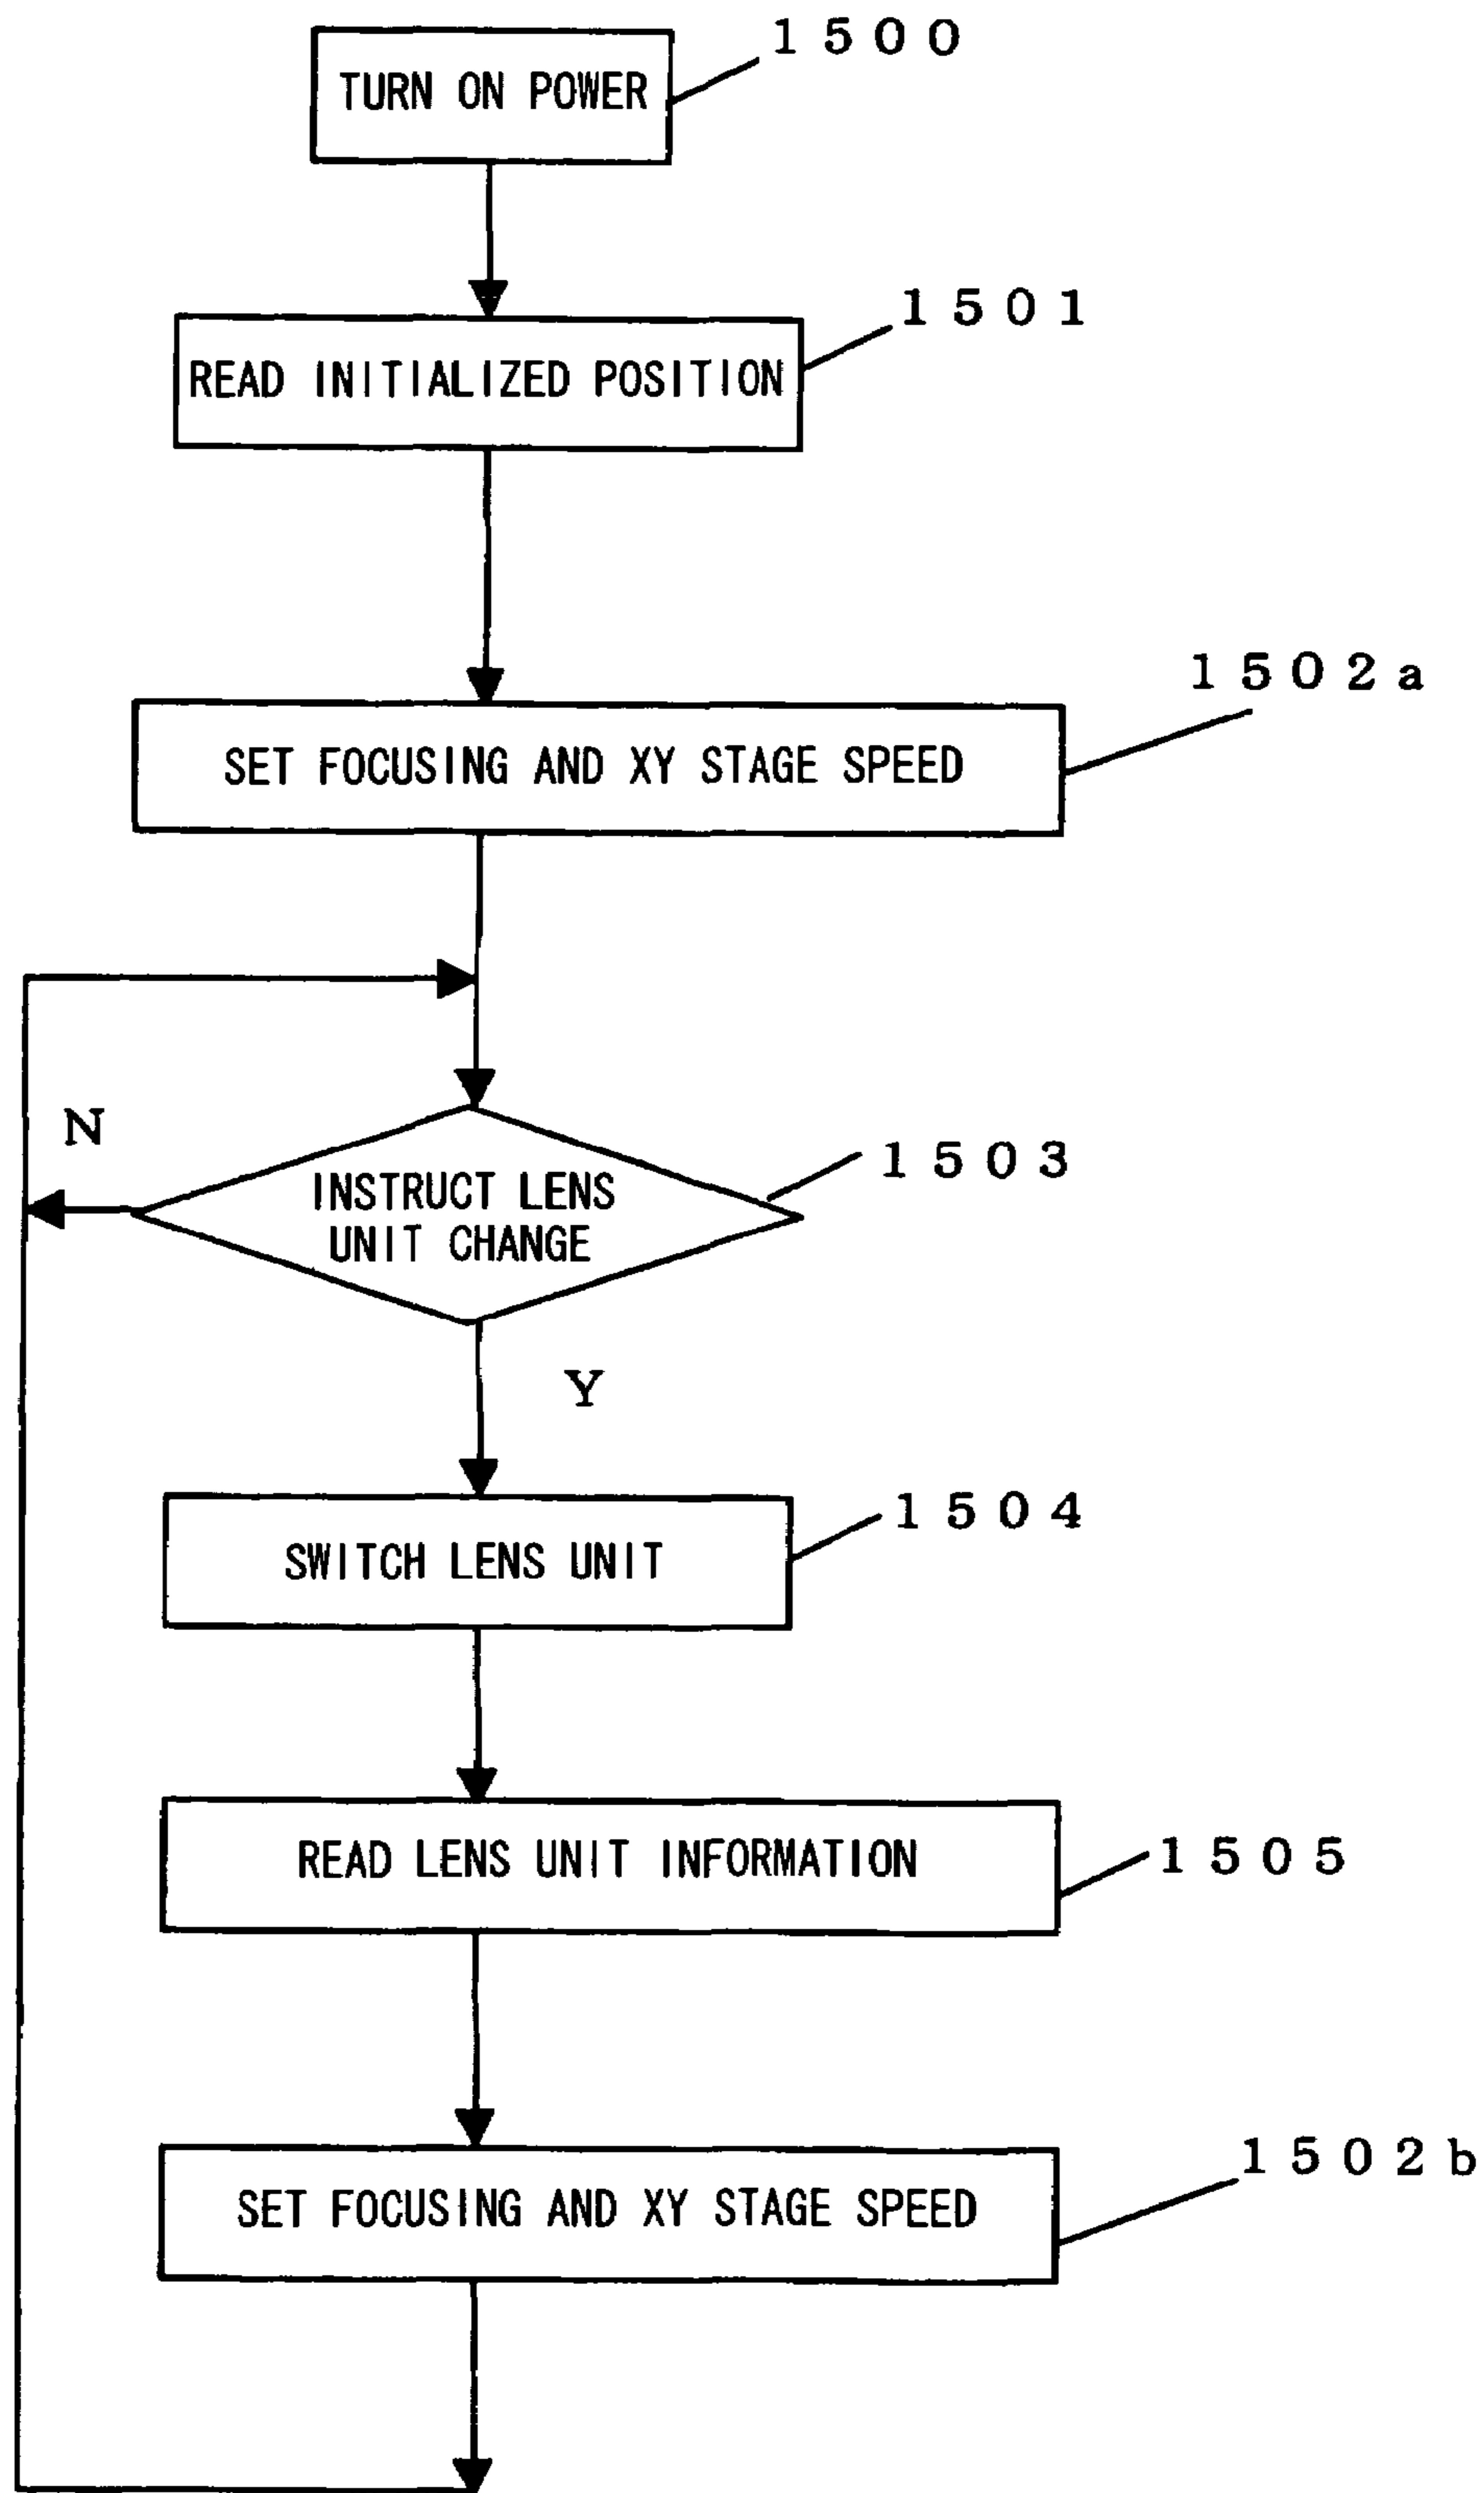 TURN ON POWER
1500
READ INITIALIZED POSITION
1501
SET FOCUSING AND XY STAGE SPEED
1502a
N
INSTRUCT LENS
UNIT CHANGE
1503
Y
SWITCH LENS UNIT
1504
READ LENS UNIT INFORMATION
1505
SET FOCUSING AND XY STAGE SPEED
1502b